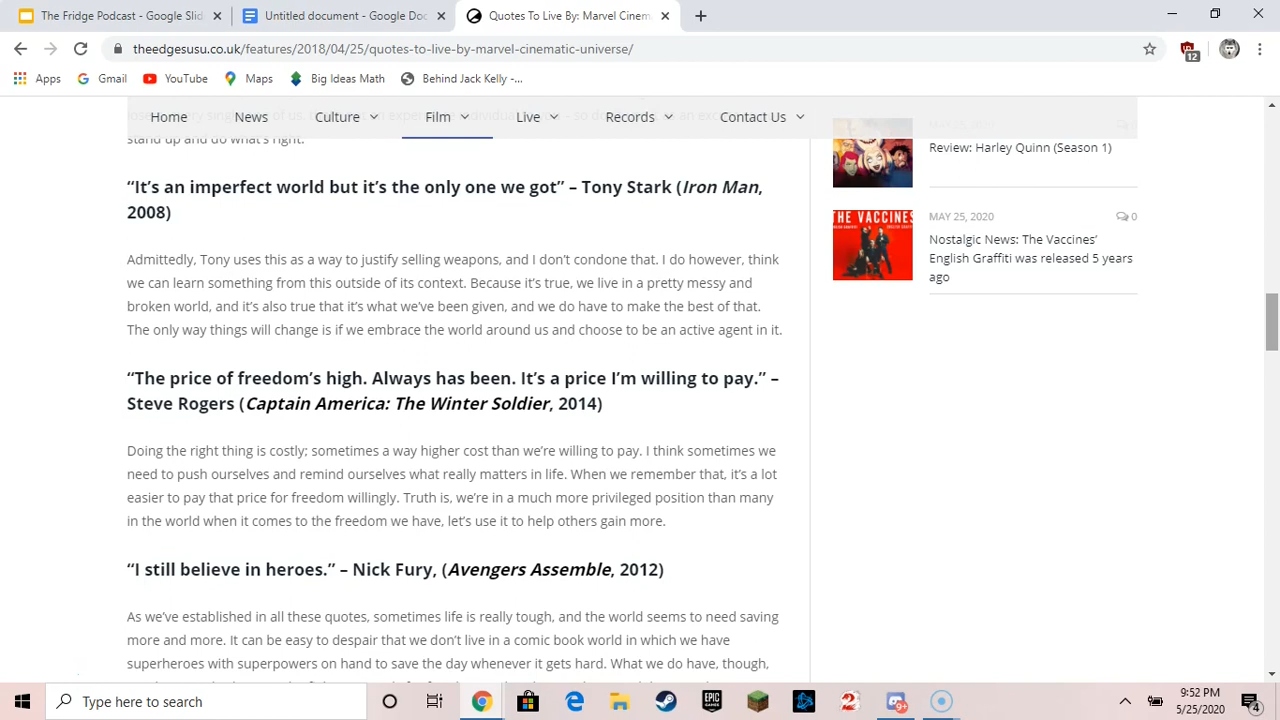 The Fridge Podcast - Google Slid
Untitled document - Google Docs
Quotes To Live By: Marvel Cinem
theedgesusu.co.uk/features/2018/04/25/quotes-to-live-by-marvel-cinematic-universe/
12
Apps
Gmail
YouTube
Maps
Big Ideas Math
Behind Jack Kelly -...
Home
News
Culture
Film
Live
Records
Contact Us
stand up and do what's right.
“It’s an imperfect world but it’s the only one we got” – Tony Stark (Iron Man,
2008)
Admittedly, Tony uses this as a way to justify selling weapons, and I don’t condone that. I do however, think
we can learn something from this outside of its context. Because it’s true, we live in a pretty messy and
broken world, and it’s also true that it’s what we’ve been given, and we do have to make the best of that.
The only way things will change is if we embrace the world around us and choose to be an active agent in it.
“The price of freedom’s high. Always has been. It’s a price I’m willing to pay.” –
Steve Rogers (Captain America: The Winter Soldier, 2014)
Doing the right thing is costly; sometimes a way higher cost than we’re willing to pay. I think sometimes we
need to push ourselves and remind ourselves what really matters in life. When we remember that, it’s a lot
easier to pay that price for freedom willingly. Truth is, we’re in a much more privileged position than many
in the world when it comes to the freedom we have, let’s use it to help others gain more.
“I still believe in heroes.” – Nick Fury, (Avengers Assemble, 2012)
As we’ve established in all these quotes, sometimes life is really tough, and the world seems to need saving
more and more. It can be easy to despair that we don’t live in a comic book world in which we have
superheroes with superpowers on hand to save the day whenever it gets hard. What we do have, though,
MAY 25, 2020
Review: Harley Quinn (Season 1)
THE VACCINES
MAY 25, 2020
0
Nostalgic News: The Vaccines’
English Graffiti was released 5 years
ago
Type here to search
EPIC
GAMES
9+
9:52 PM
5/25/2020
4